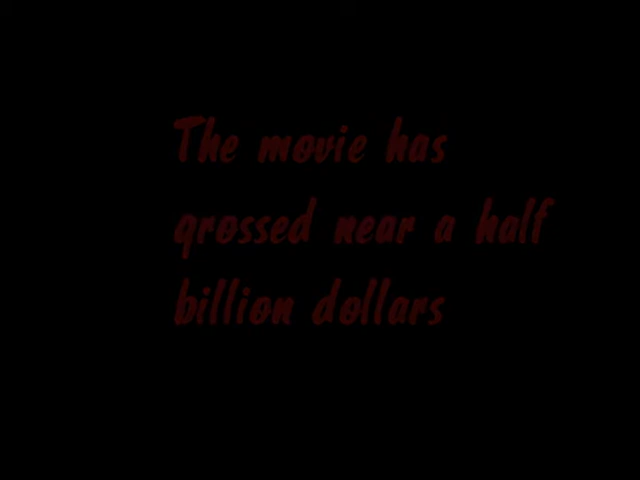 The movie has
grossed near a half
billion dollars